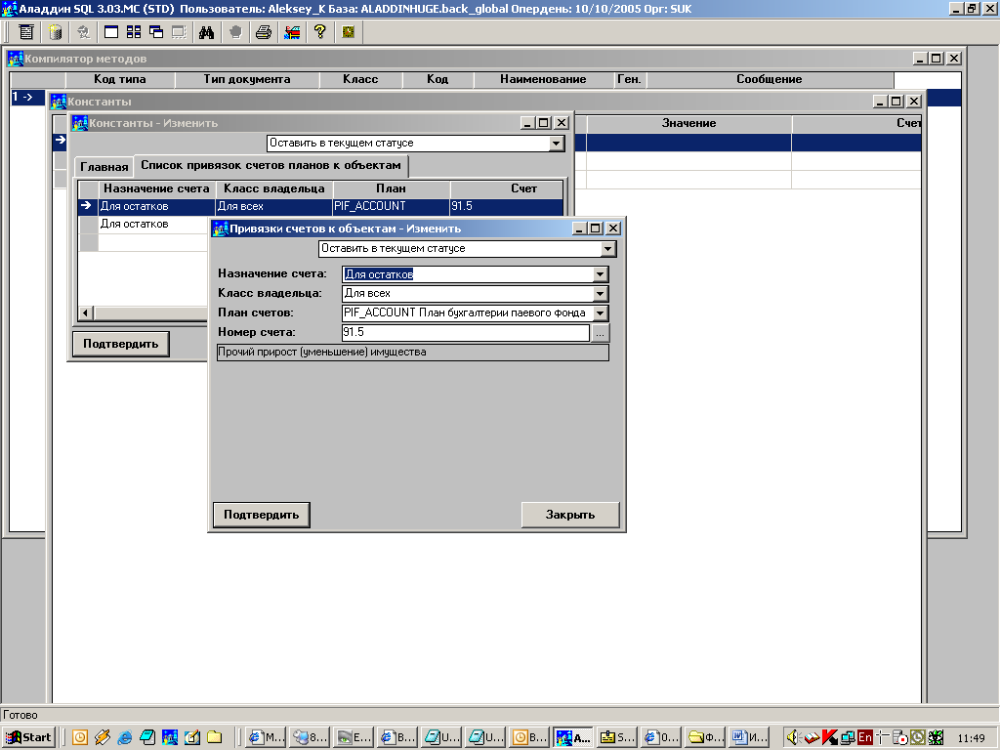 Аладдин SQL 3.03.MC (STD) Пользователь: Aleksey_K База: ALADDINHUGE.back_global Опердень: 10/10/2005 Орг: SUK
Компилятор методов
Код типа Тип документа Класс Код Наименование Ген. Сообщение
1 ->
Константы
Значение Счет
Константы - Изменить
Оставить в текущем статусе
Главная Список привязок счетов планов к объектам
Назначение счета Класс владельца План Счет
Для остатков Для всех PIF_ACCOUNT 91.5
Для остатков
Подтвердить
Привязки счетов к объектам - Изменить
Оставить в текущем статусе
Назначение счета: Для остатков
Класс владельца: Для всех
План счетов: PIF_ACCOUNT План бухгалтерии паевого фонда
Номер счета: 91.5 ...
Прочий прирост (уменьшение) имущества
Подтвердить Закрыть
Готово
Start M... 8... E... B... U... U... B... A... S... O... Ф... И... En 11:49